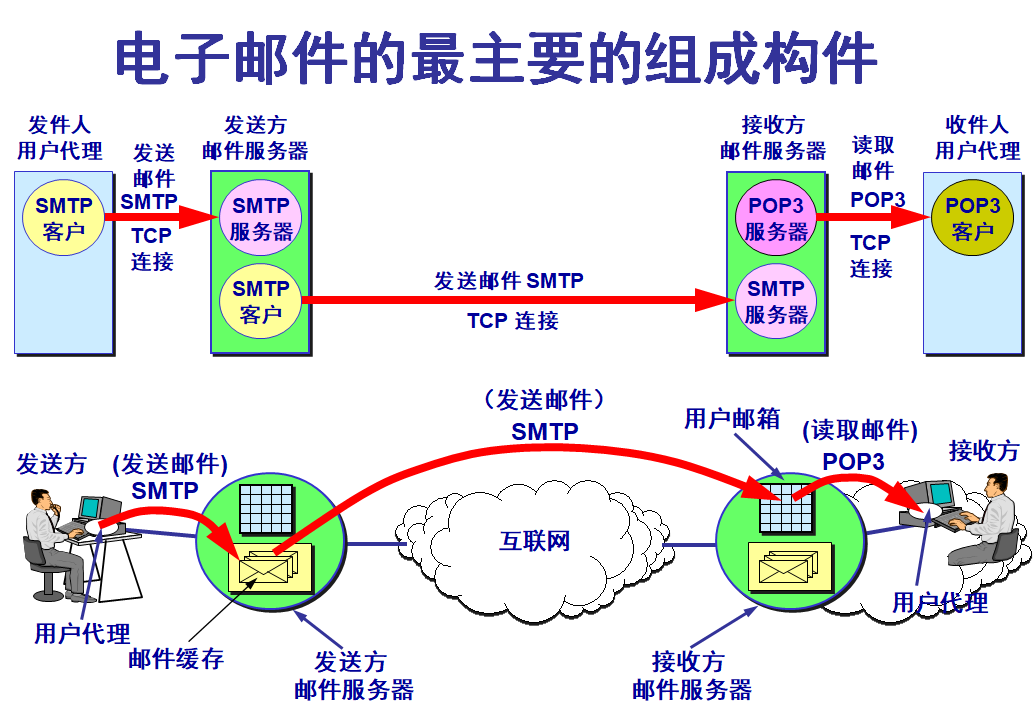 电子邮件的最主要的组成构件
发件人
用户代理
发送
邮件
SMTP
TCP
连接
发送方
邮件服务器
接收方
邮件服务器
读取
邮件
POP3
TCP
连接
收件人
用户代理
SMTP
客户
SMTP
服务器
SMTP
客户
发送邮件 SMTP
TCP 连接
POP3
服务器
SMTP
服务器
POP3
客户
（发送邮件）
SMTP
用户邮箱
(读取邮件)
POP3
接收方
发送方
(发送邮件)
SMTP
互联网
用户代理
邮件缓存
发送方
邮件服务器
接收方
邮件服务器
用户代理